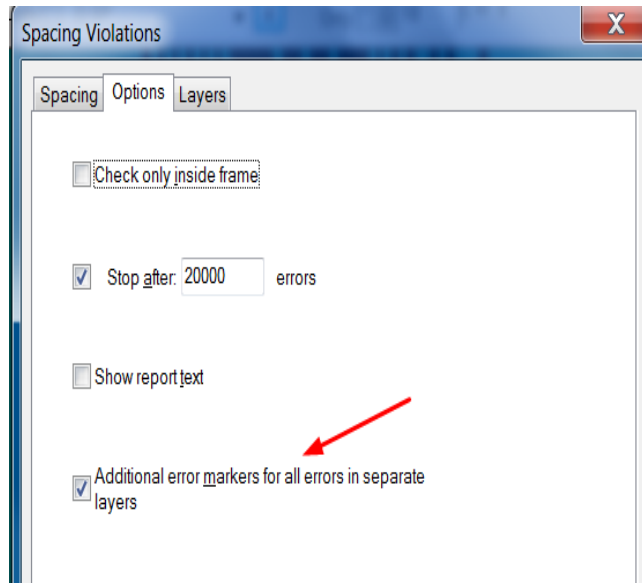 Spacing Violations
X
Spacing Options Layers
Check only inside frame
Stop after: 20000 errors
Show report text
Additional error markers for all errors in separate
layers